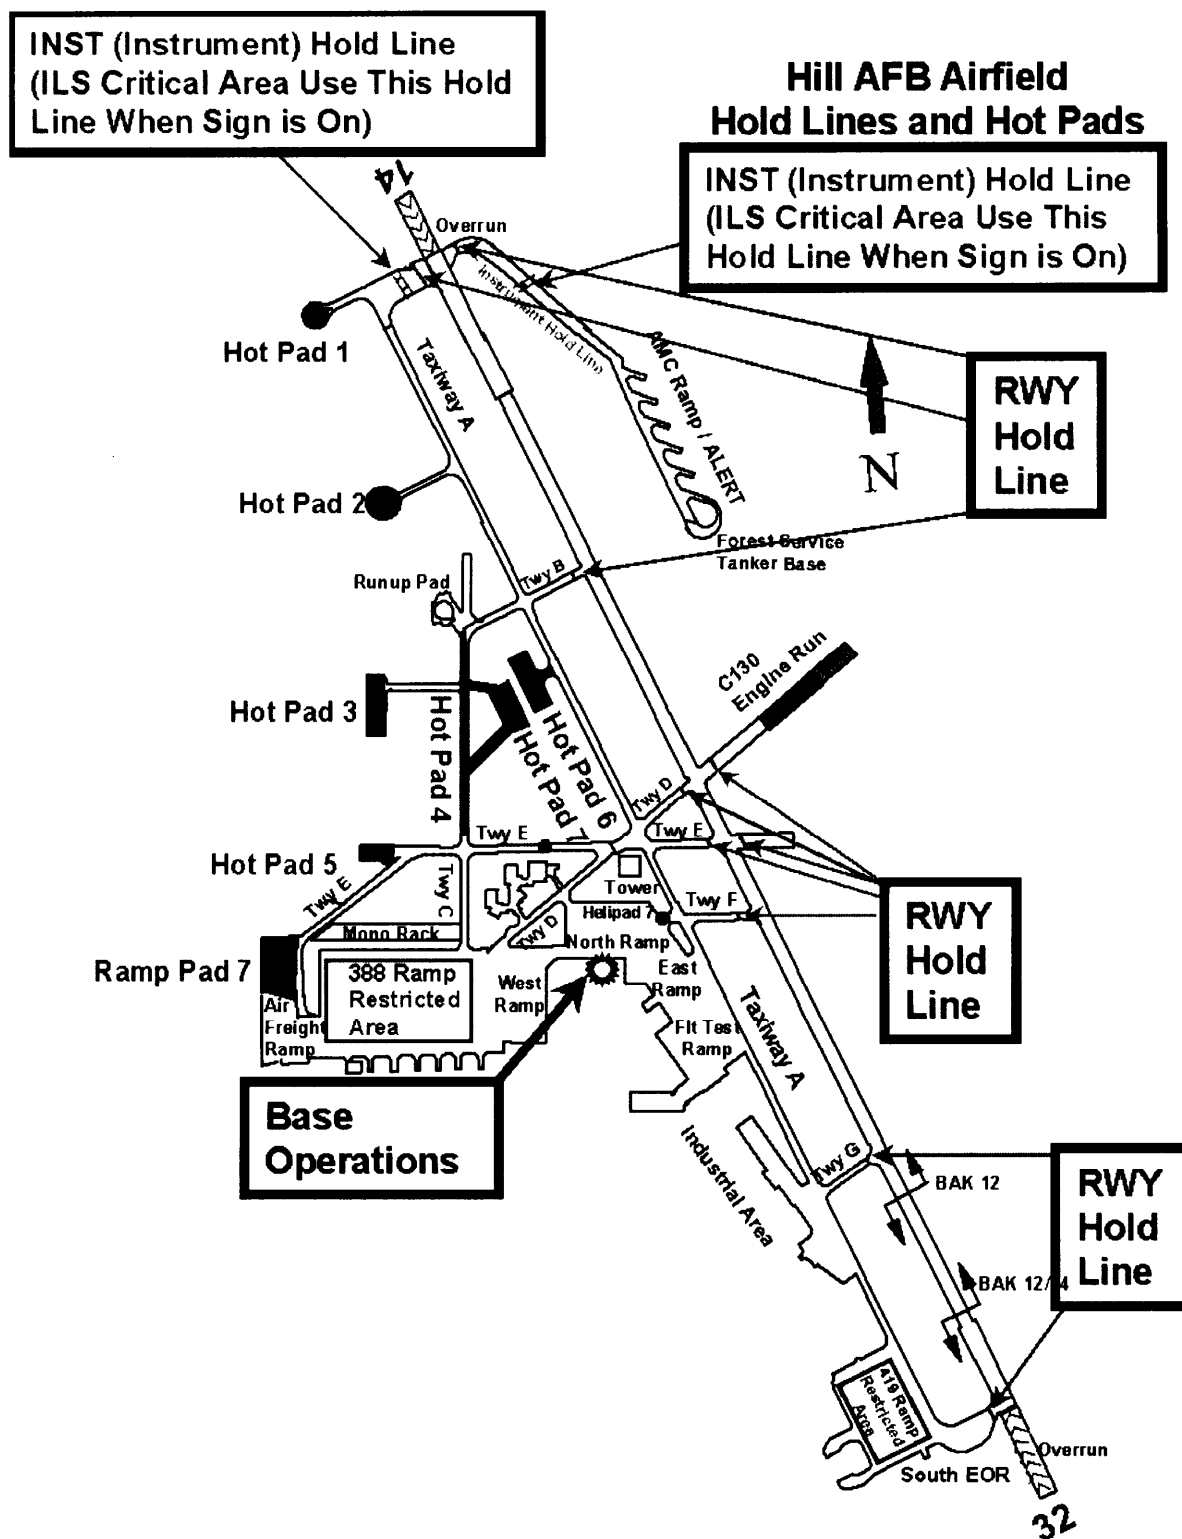 INST (Instrument) Hold Line
(ILS Critical Area Use This Hold
Line When Sign is On)
Hill AFB Airfield
Hold Lines and Hot Pads
INST (Instrument) Hold Line
(ILS Critical Area Use This
Hold Line When Sign is On)
14
Overrun
Instrument Hold Line
Hot Pad 1
Taxiway A
AMC Ramp / ALERT
RWY
Hold
Line
N
Hot Pad 2
Forest Service
Tanker Base
Twy B
Runup Pad
C130
Engine Run
Hot Pad 3
Hot Pad 4
Hot Pad 6
Hot Pad 7
Twy D
Twy E
Twy E
Hot Pad 5
Twy E
Twy C
Tower
Twy F
Helipad 7
RWY
Hold
Line
Mono Rack
Twy D
North Ramp
Ramp Pad 7
388 Ramp
Restricted
Area
West
Ramp
East
Ramp
Air
Freight
Ramp
Flt Test
Ramp
Taxiway A
Base
Operations
Industrial Area
Twy G
BAK 12
RWY
Hold
Line
BAK 12/14
419 Ramp
Restricted
Area
South EOR
Overrun
32